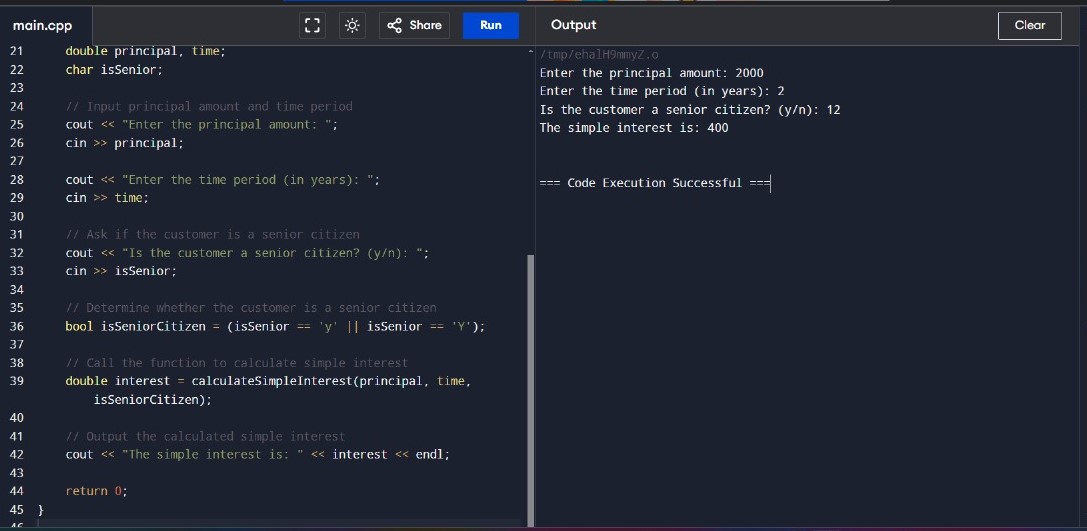 main.cpp
Share
Run
Output
Clear
21 double principal, time;
22 char isSenior;
23
24 // Input principal amount and time period
25 cout << "Enter the principal amount: ";
26 cin >> principal;
27
28 cout << "Enter the time period (in years): ";
29 cin >> time;
30
31 // Ask if the customer is a senior citizen
32 cout << "Is the customer a senior citizen? (y/n): ";
33 cin >> isSenior;
34
35 // Determine whether the customer is a senior citizen
36 bool isSeniorCitizen = (isSenior == 'y' || isSenior == 'Y');
37
38 // Call the function to calculate simple interest
39 double interest = calculateSimpleInterest(principal, time,
isSeniorCitizen);
40
41 // Output the calculated simple interest
42 cout << "The simple interest is: " << interest << endl;
43
44 return 0;
45 }
46
/tmp/ehalH9mmyZ.o
Enter the principal amount: 2000
Enter the time period (in years): 2
Is the customer a senior citizen? (y/n): 12
The simple interest is: 400
=== Code Execution Successful ===